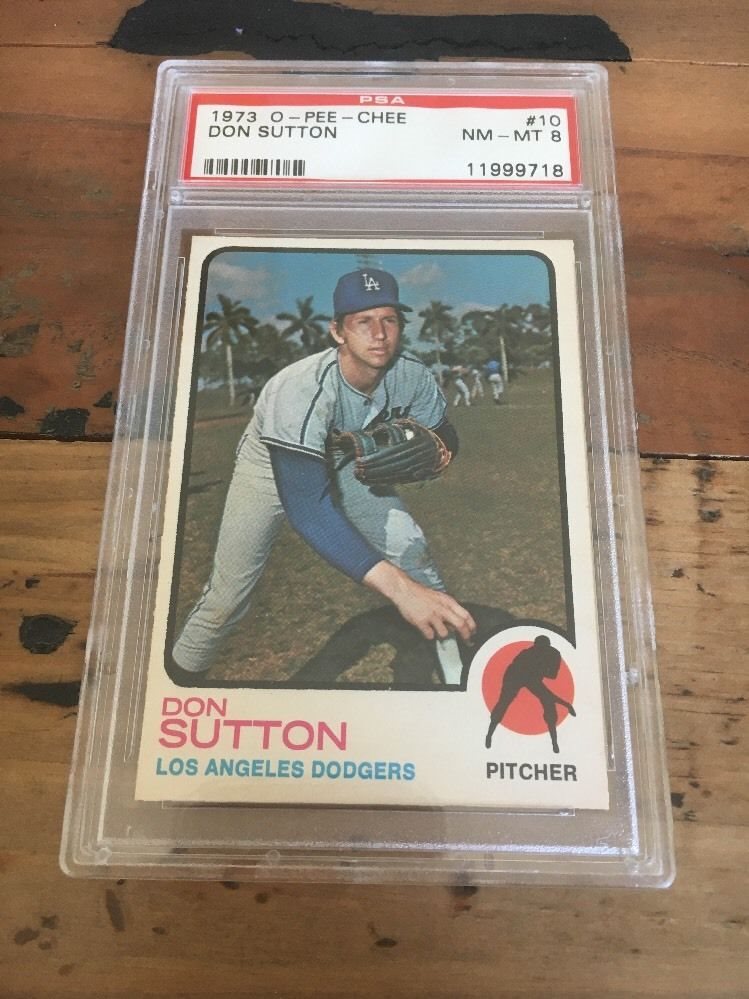 PSA
1973 O-PEE-CHEE #10
DON SUTTON NM-MT 8
11999718
LA
DON
SUTTON
LOS ANGELES DODGERS
PITCHER